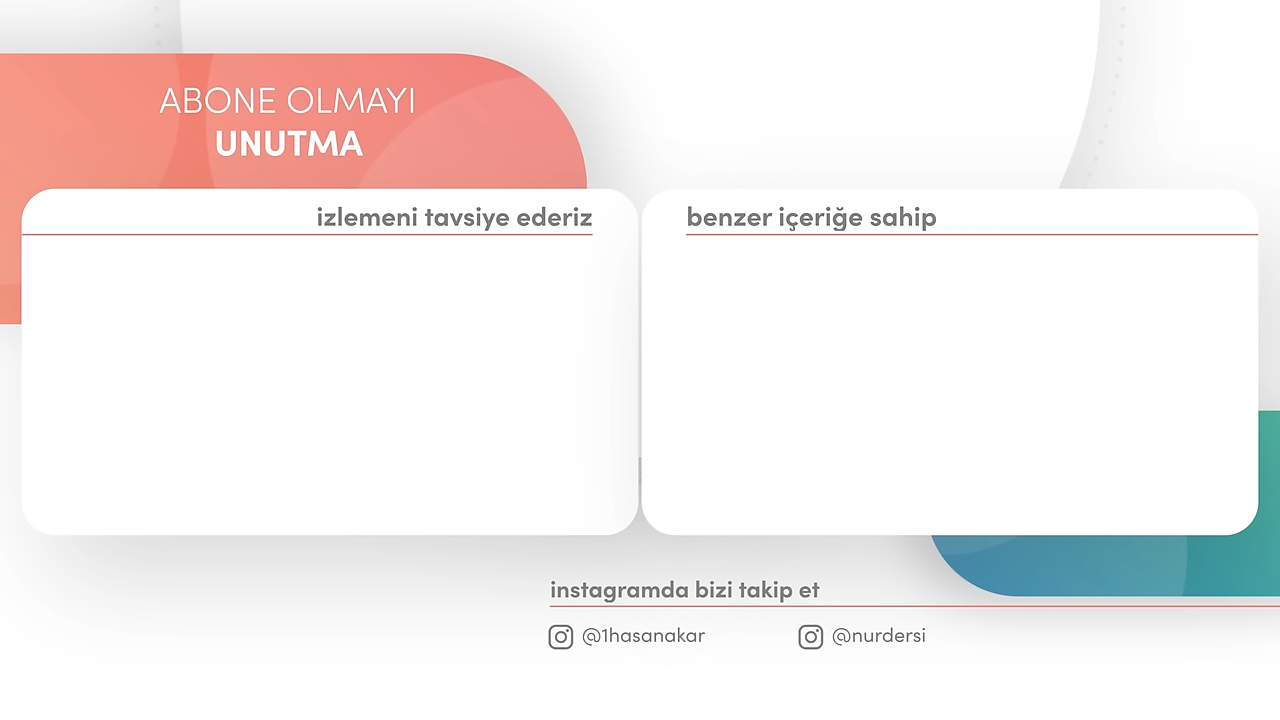 ABONE OLMAYI
UNUTMA
izlemeni tavsiye ederiz
benzer içeriğe sahip
instagramda bizi takip et
@1hasanakar
@nurdersi